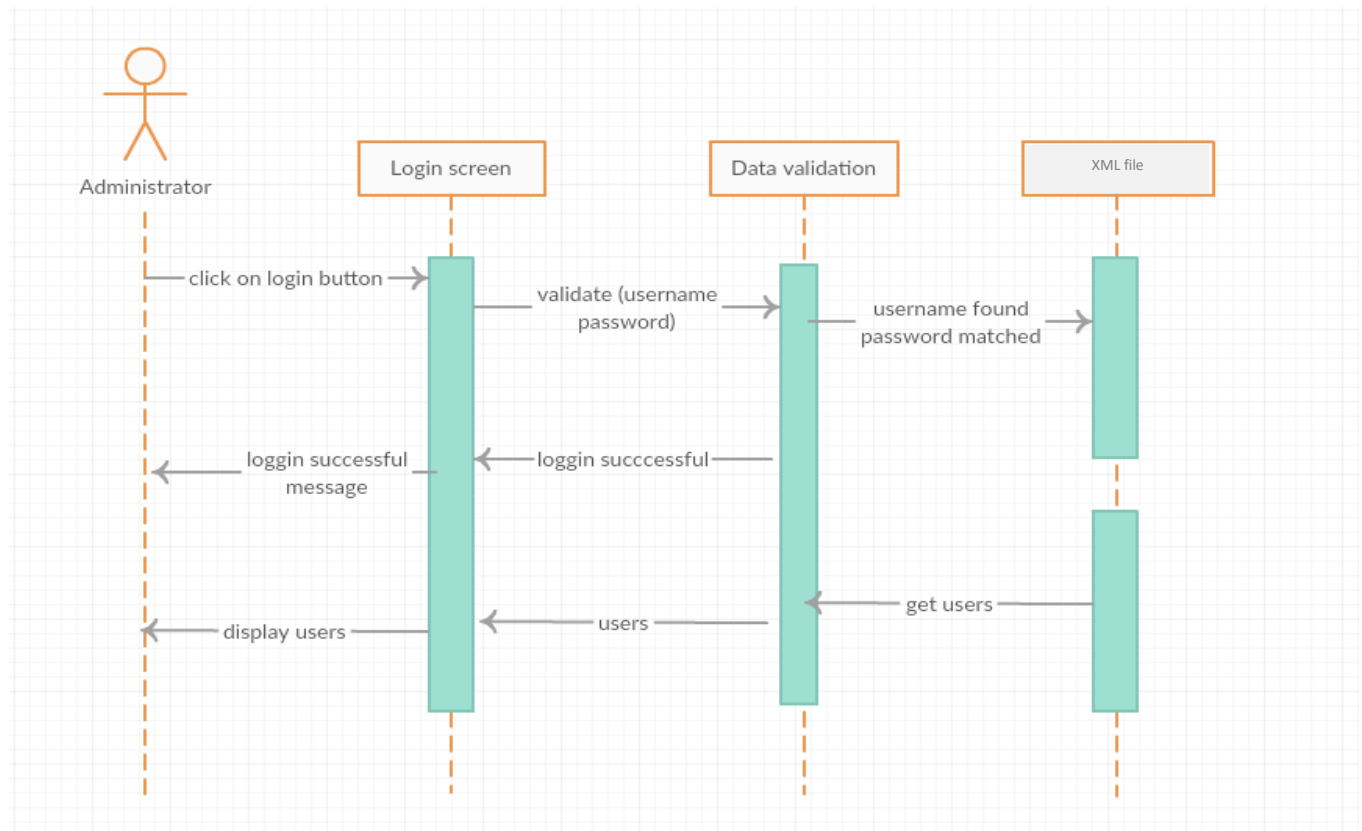 Administrator
Login screen
Data validation
XML file
click on login button
validate (username
password)
username found
password matched
loggin successful
message
loggin succcessful
get users
users
display users